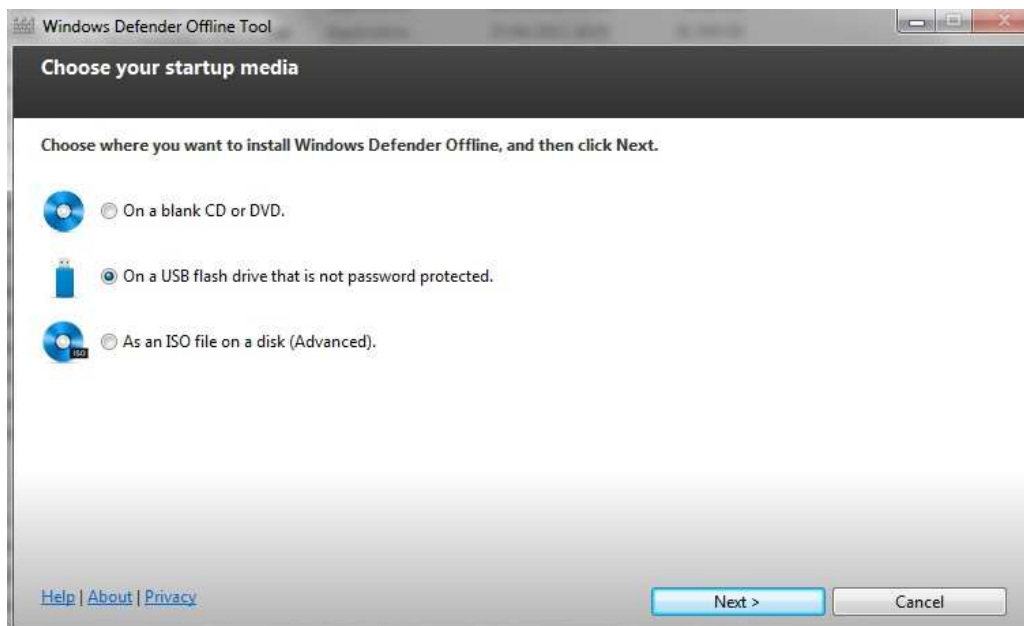 Windows Defender Offline Tool
Choose your startup media
Choose where you want to install Windows Defender Offline, and then click Next.
On a blank CD or DVD.
On a USB flash drive that is not password protected.
As an ISO file on a disk (Advanced).
ISO
Help | About | Privacy
Next >
Cancel